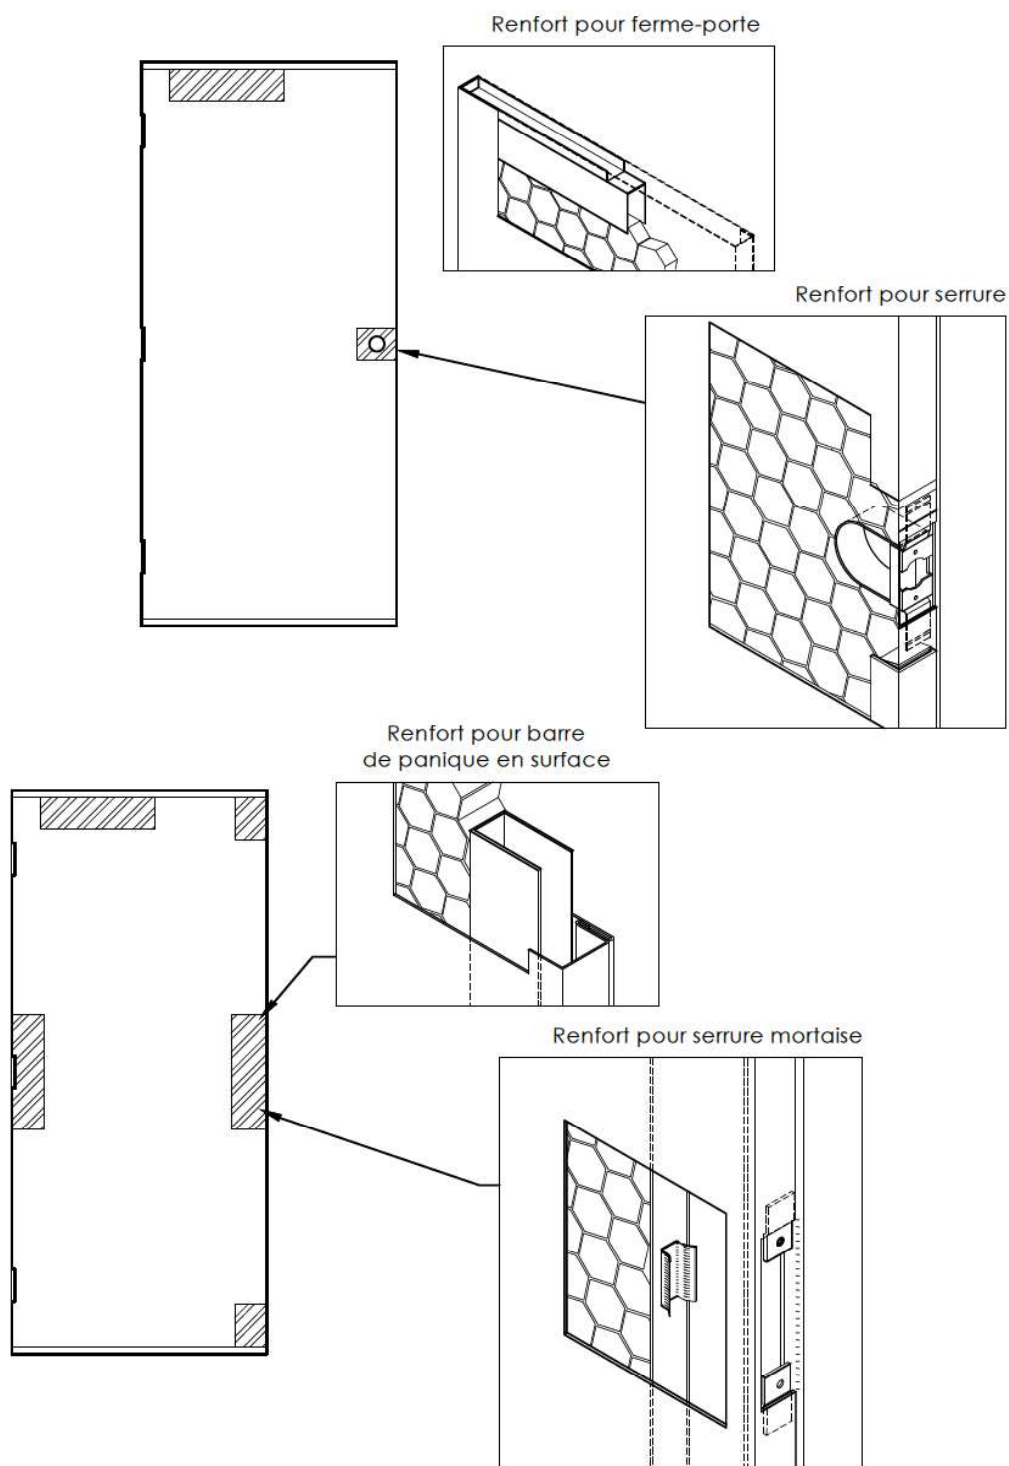 Renfort pour ferme-porte
Renfort pour serrure
Renfort pour barre
de panique en surface
Renfort pour serrure mortaise